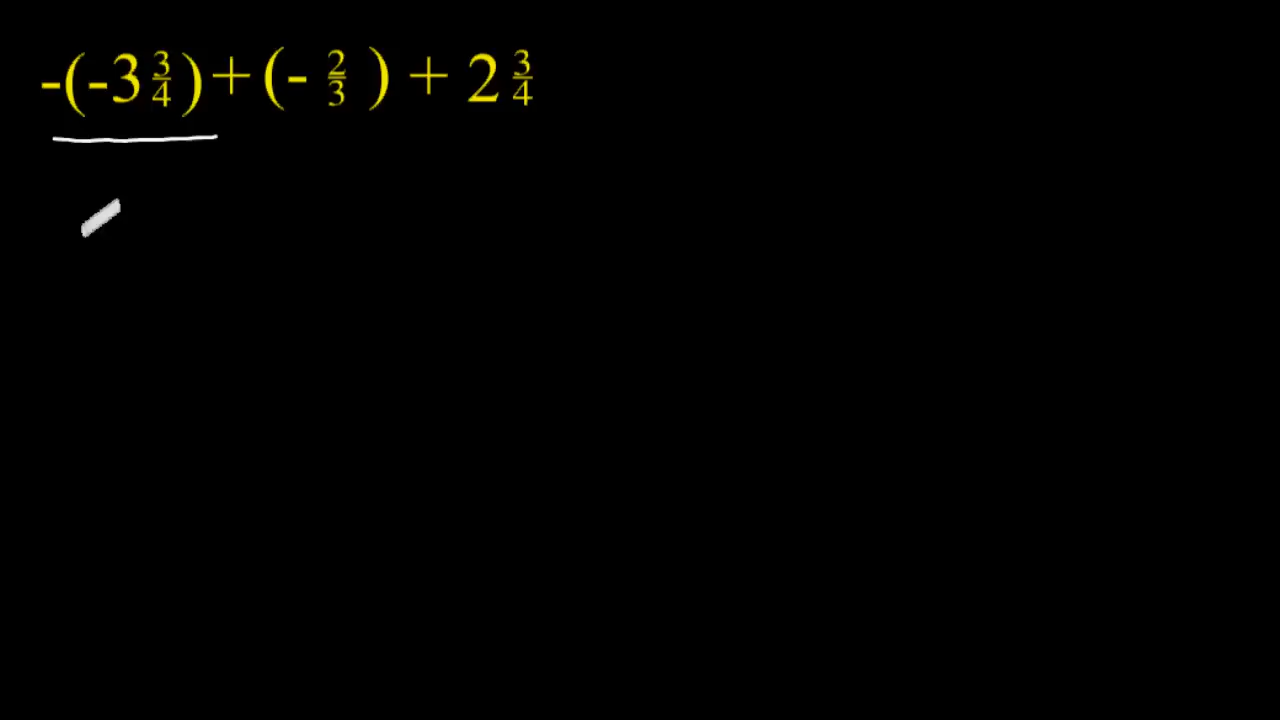 -(-3 3/4) + (- 2/3) + 2 3/4